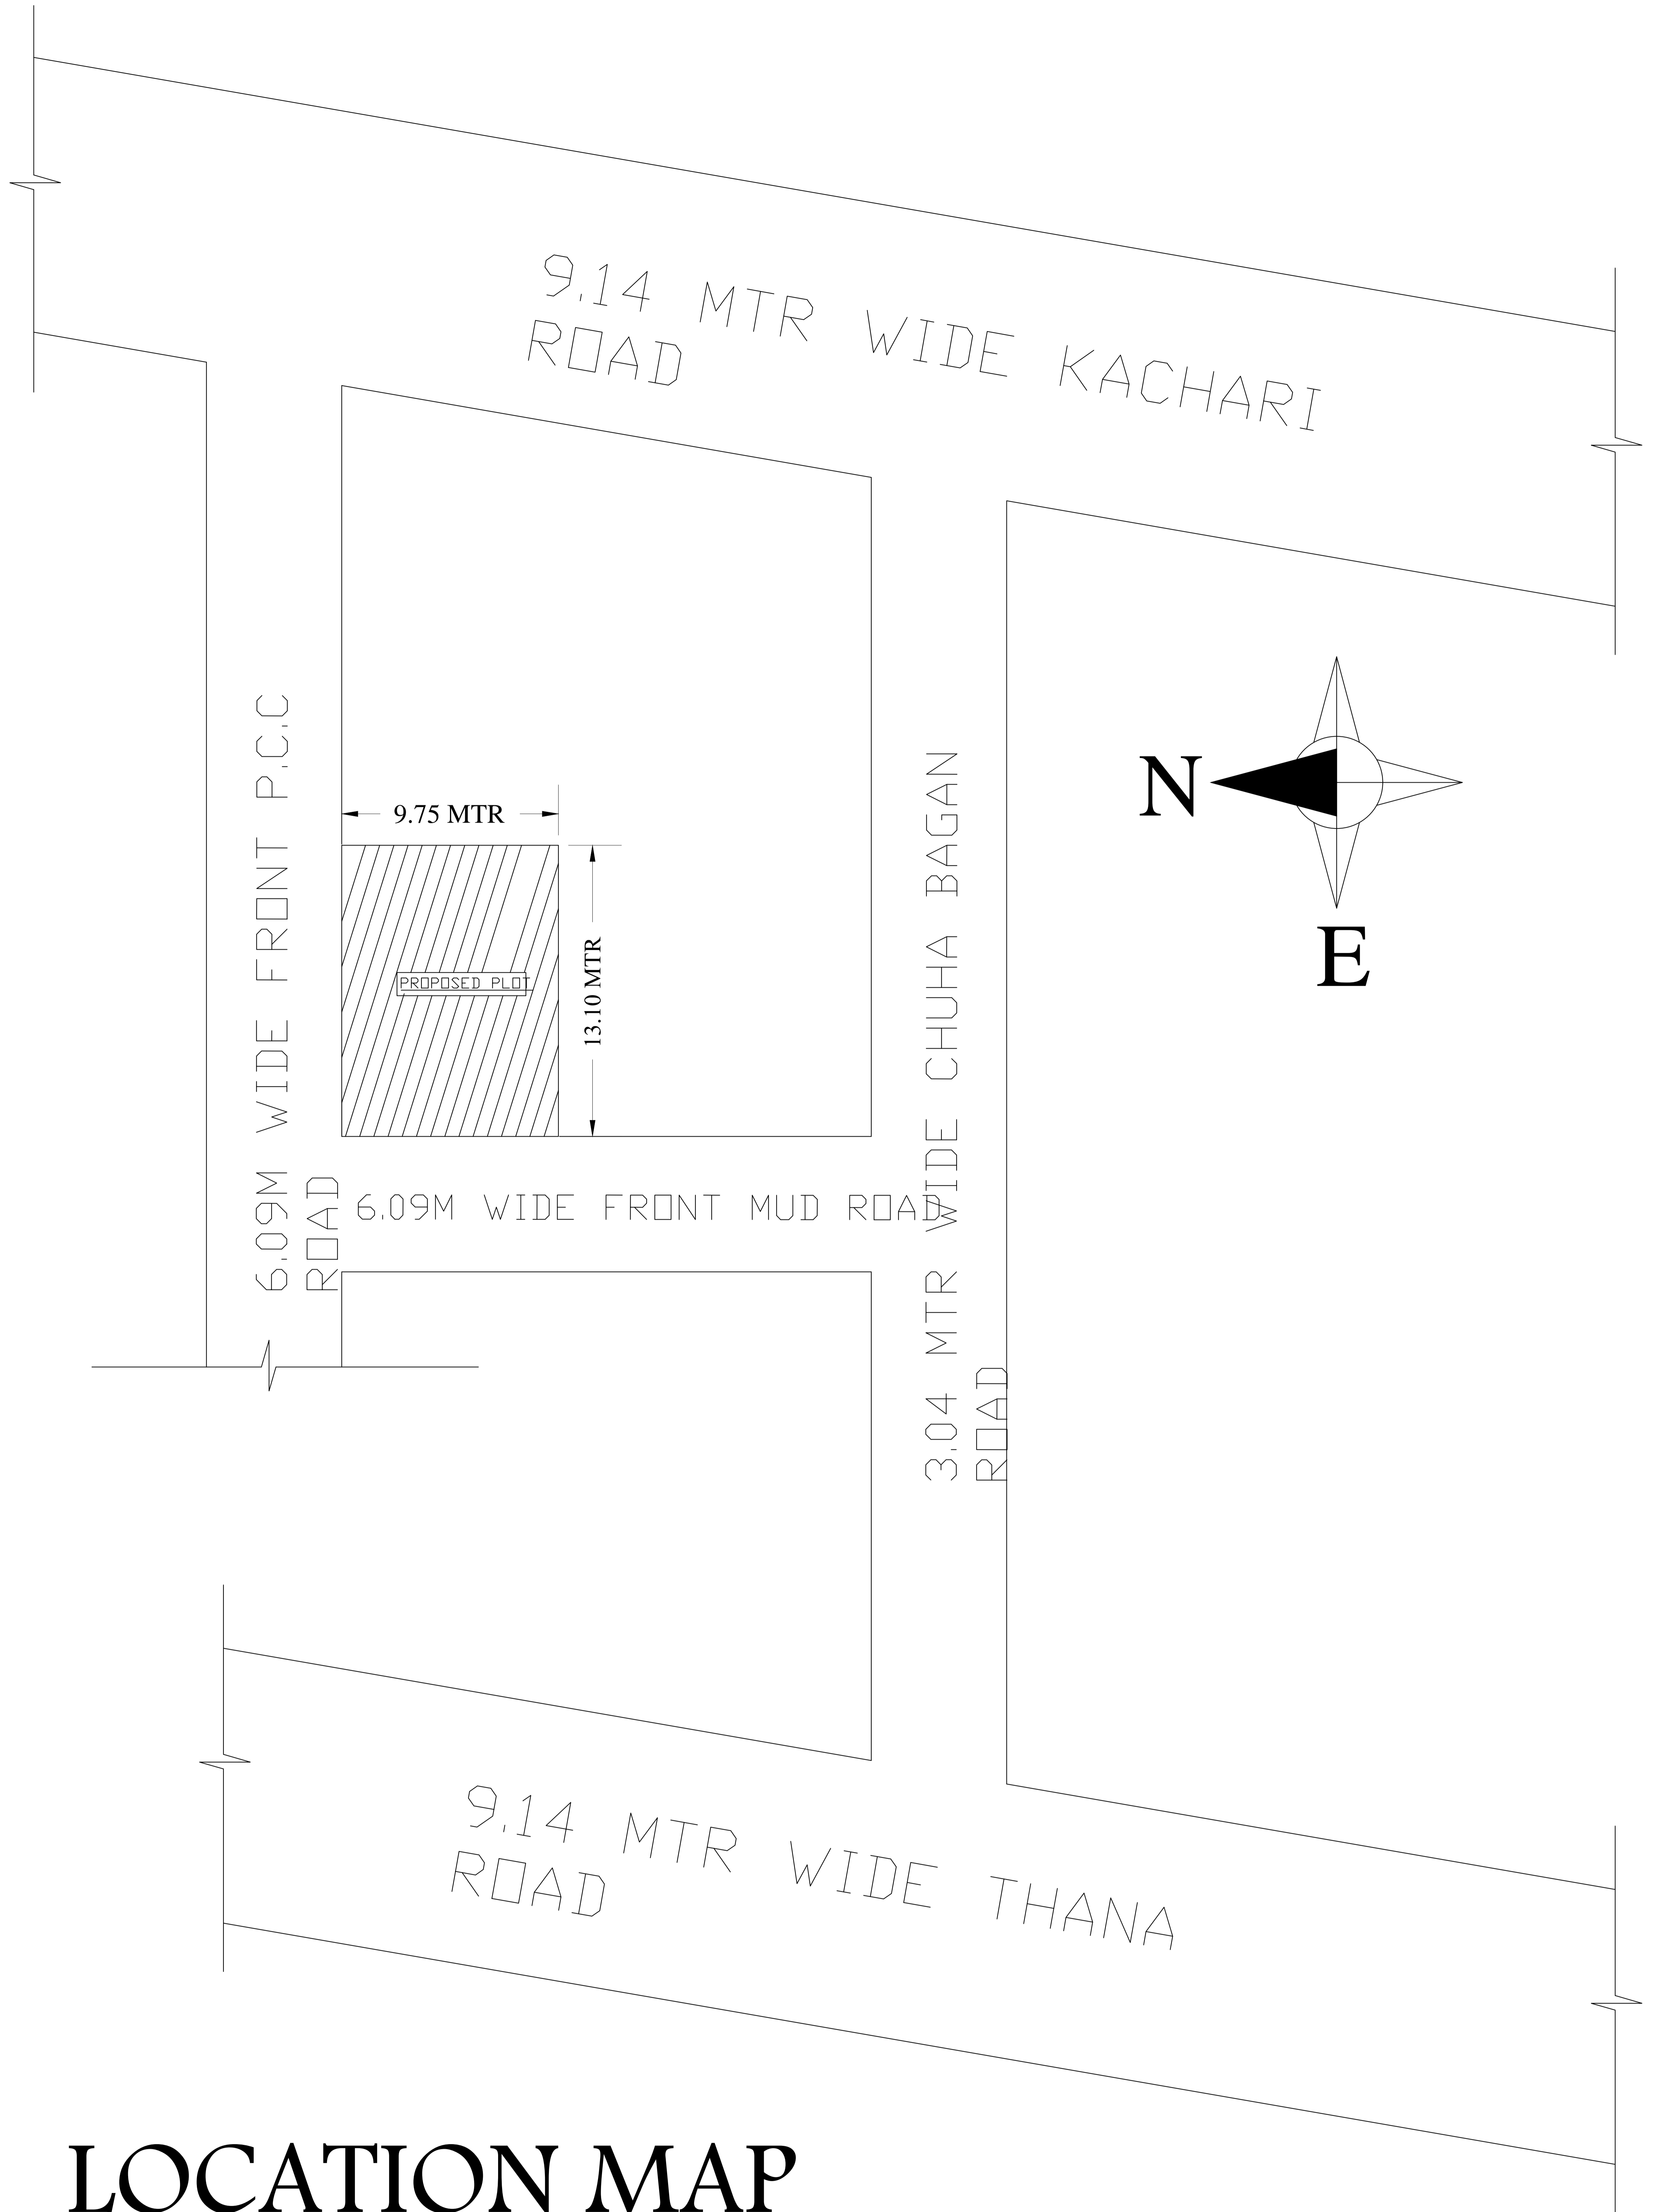 9.14 MTR WIDE KACHARI
ROAD
6.09M WIDE FRONT P.C.C
ROAD
9.75 MTR
13.10 MTR
PROPOSED PLOT
3.04 MTR WIDE CHUHA BAGAN
ROAD
N
E
6.09M WIDE FRONT MUD ROAD
9.14 MTR WIDE THANA
ROAD
LOCATION MAP